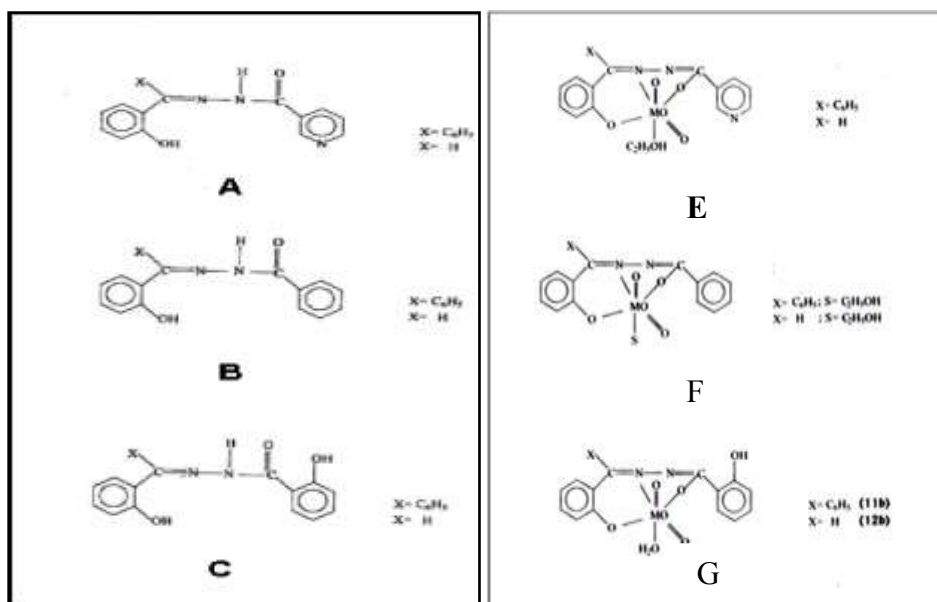 X
H
O
C
N
N
C
OH
N
X= C₆H₅
X= H
A
X
H
O
C
N
N
C
OH
X= C₆H₅
X= H
B
X
H
O
OH
C
N
N
C
OH
X= C₆H₅
X= H
C
X
C
N
N
C
O
O
MO
O
O
N
C₂H₅OH
X= C₆H₅
X= H
E
X
C
N
N
C
O
O
MO
O
O
S
X= C₆H₅; S= C₂H₅OH
X= H ; S= C₂H₅OH
F
X
OH
C
N
N
C
O
O
MO
O
O
H₂O
X= C₆H₅ (11b)
X= H (12b)
G